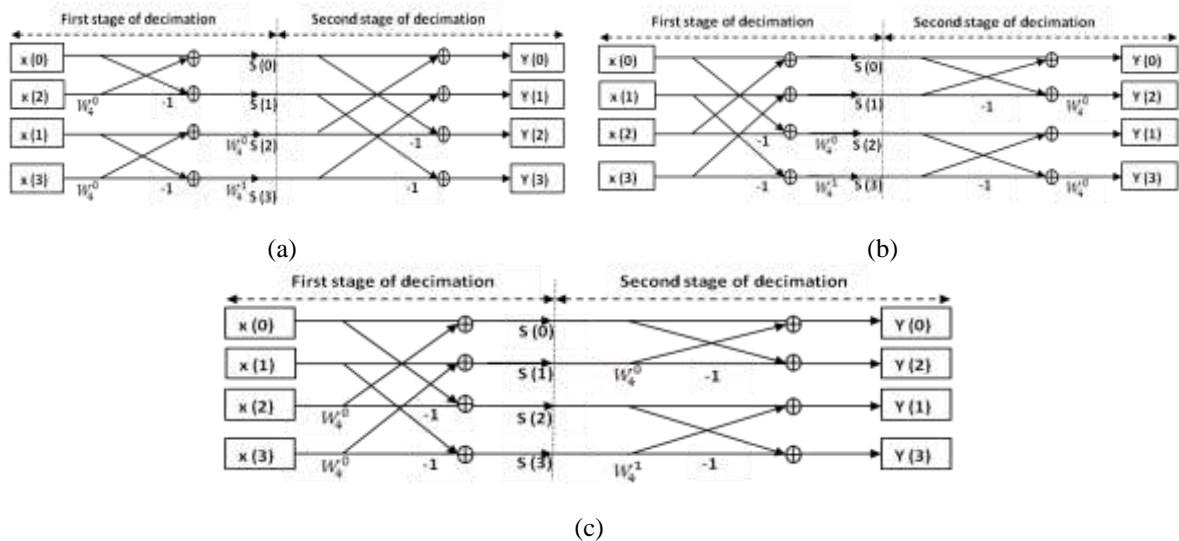 First stage of decimation Second stage of decimation
x (0) S (0) Y (0)
x (2) W₄⁰ -1 S (1) Y (1)
x (1) W₄⁰ S (2) -1 Y (2)
x (3) W₄⁰ -1 W₄¹ S (3) -1 Y (3)
(a)
First stage of decimation Second stage of decimation
x (0) S (0) Y (0)
x (1) S (1) -1 W₄⁰ Y (2)
x (2) -1 W₄⁰ S (2) Y (1)
x (3) -1 W₄¹ S (3) -1 W₄⁰ Y (3)
(b)
First stage of decimation Second stage of decimation
x (0) S (0) Y (0)
x (1) S (1) W₄⁰ -1 Y (2)
x (2) W₄⁰ -1 S (2) Y (1)
x (3) W₄⁰ -1 S (3) W₄¹ -1 Y (3)
(c)